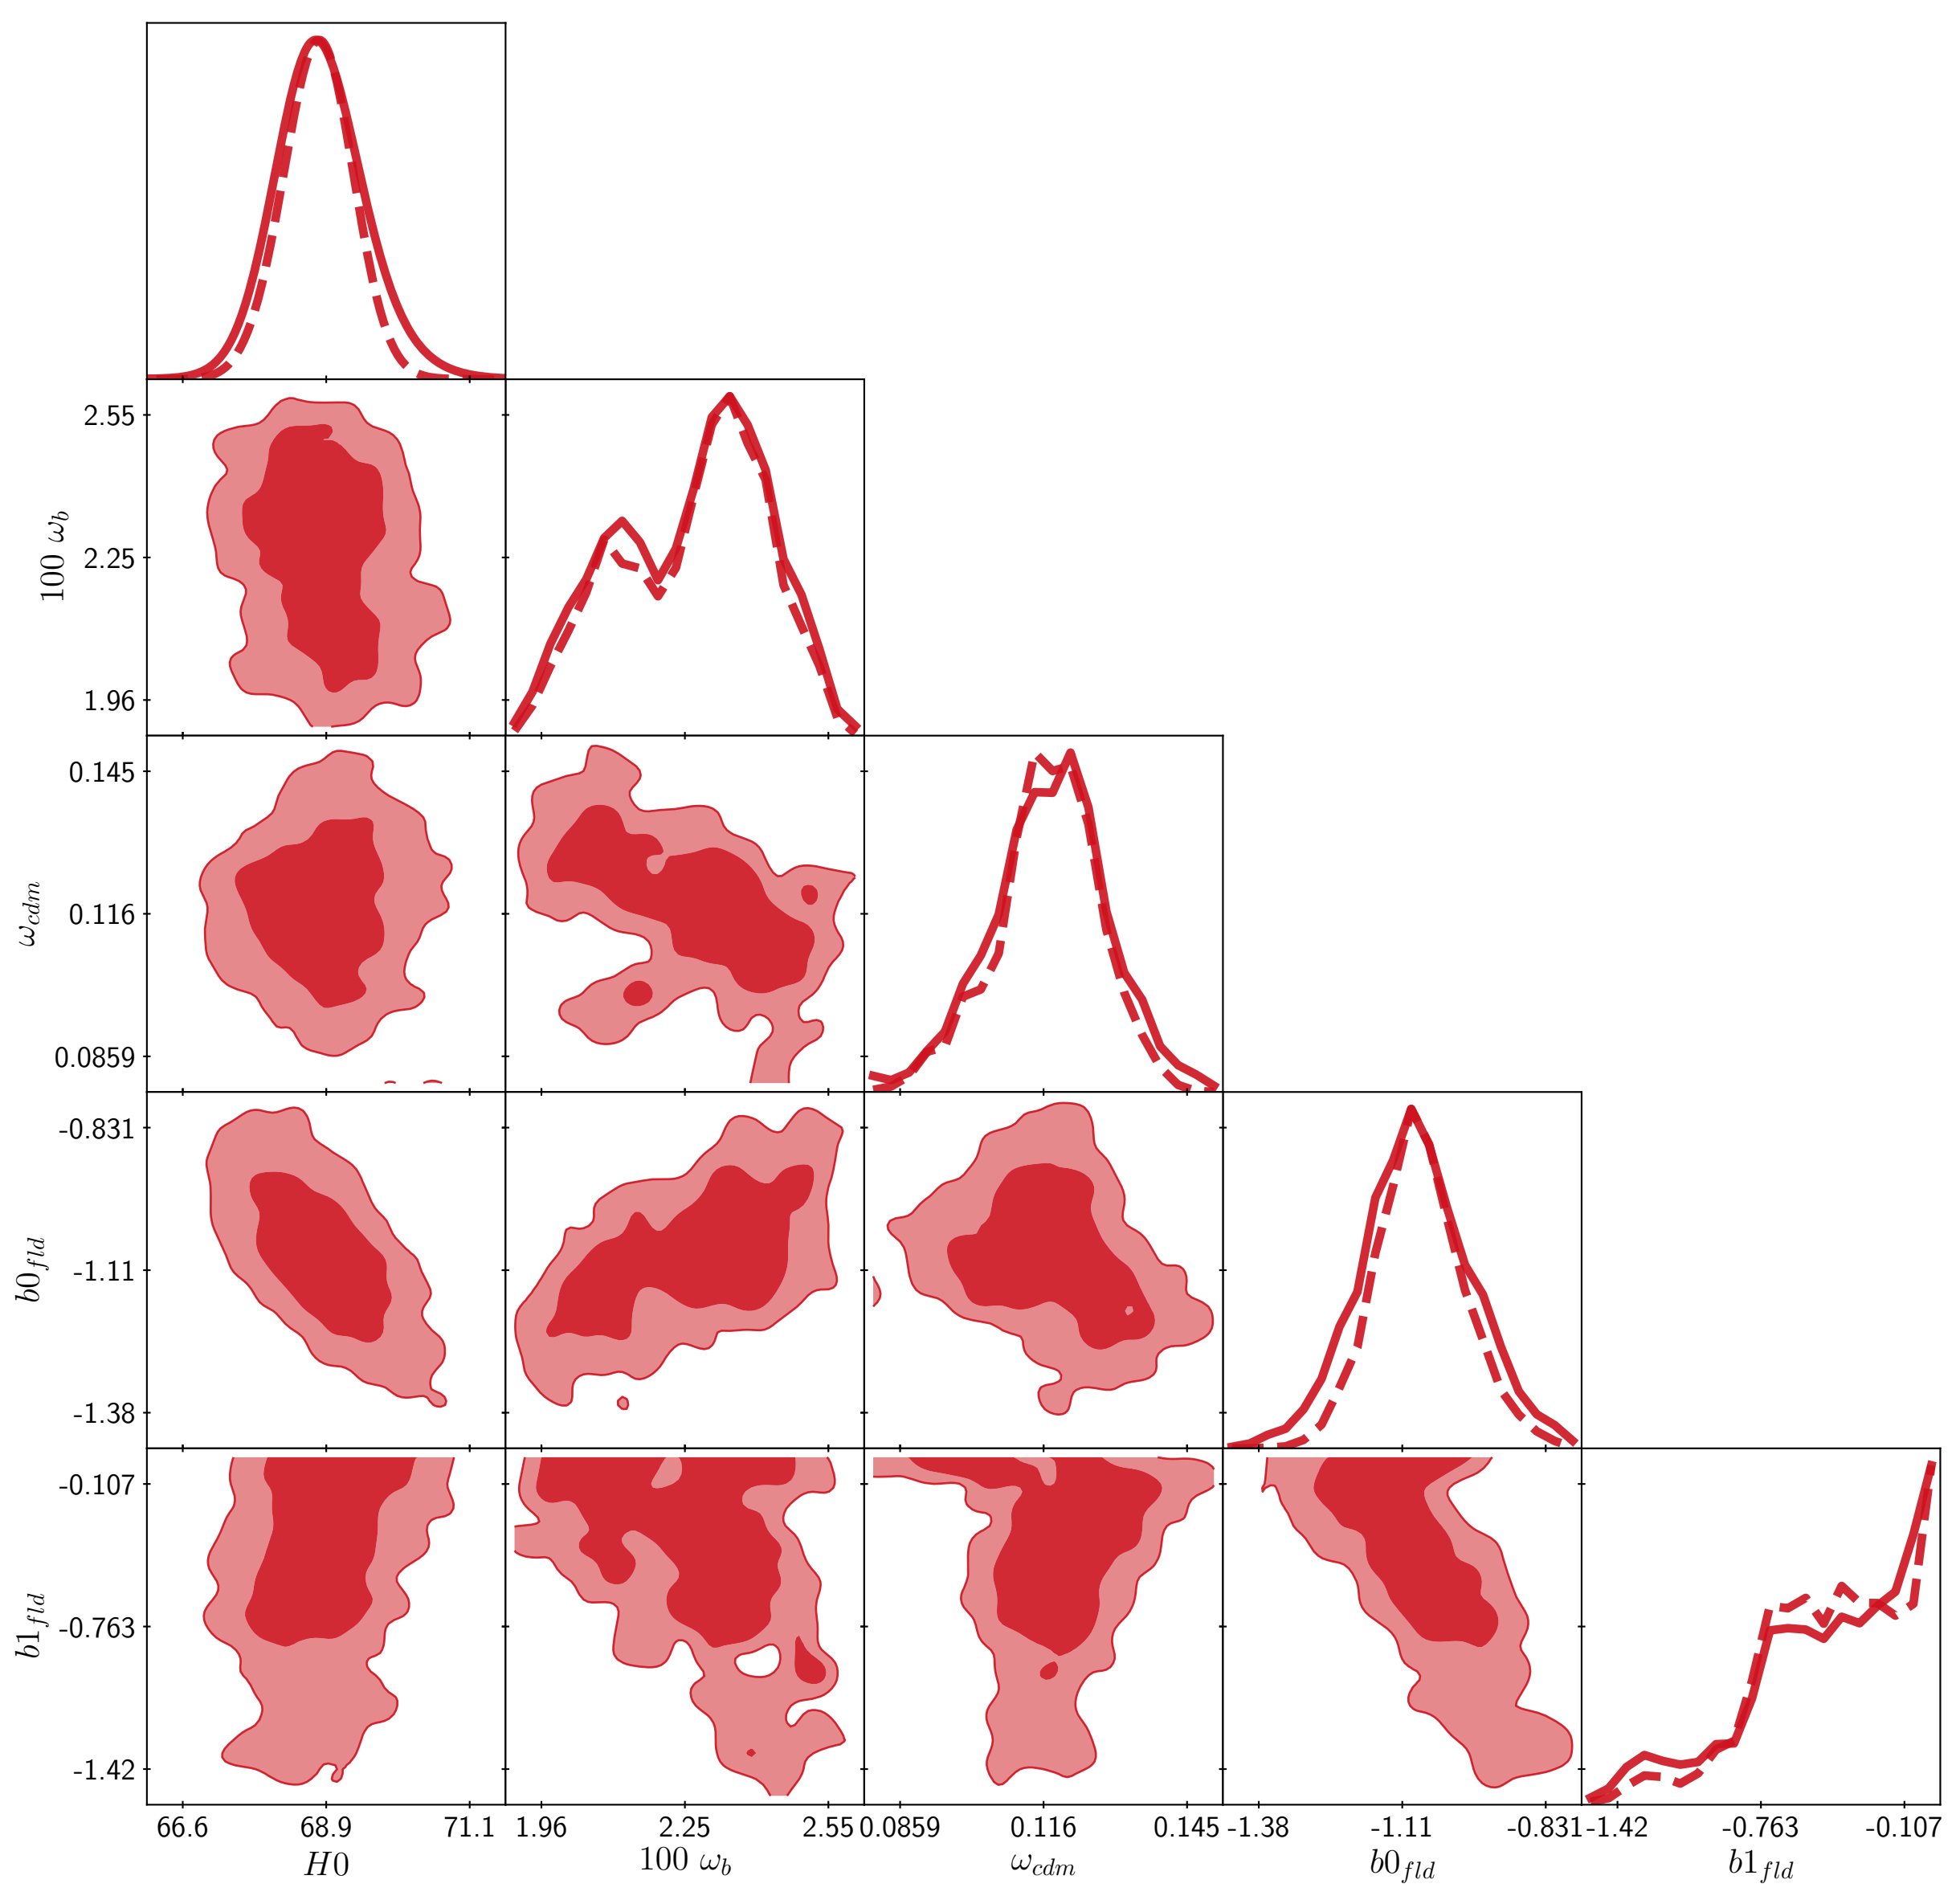 2.55
2.25
1.96
100 ω_b
0.145
0.116
0.0859
ω_cdm
-0.831
-1.11
-1.38
b0_fld
-0.107
-0.763
-1.42
b1_fld
66.6 68.9 71.1 1.96 2.25 2.55 0.0859 0.116 0.145 -1.38 -1.11 -0.831 -1.42 -0.763 -0.107
H0 100 ω_b ω_cdm b0_fld b1_fld